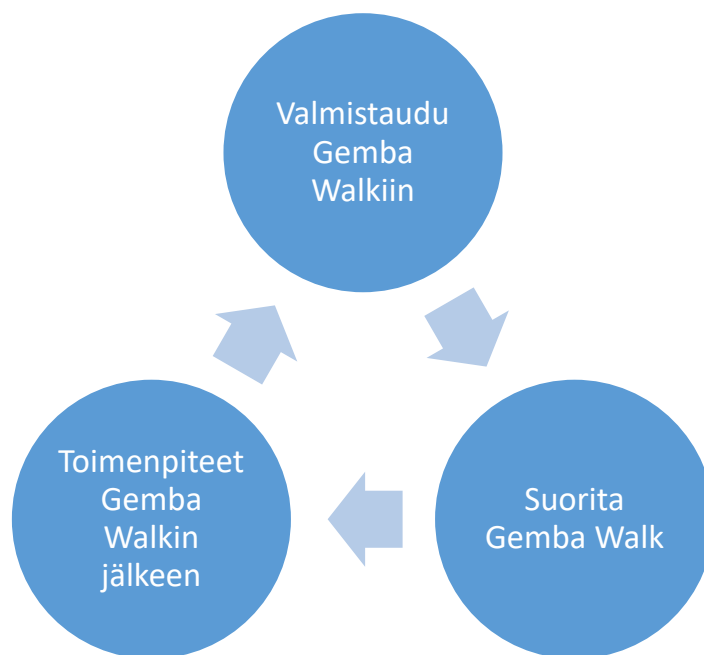 Valmistaudu
Gemba
Walkiin
Toimenpiteet
Gemba
Walkin
jälkeen
Suorita
Gemba Walk